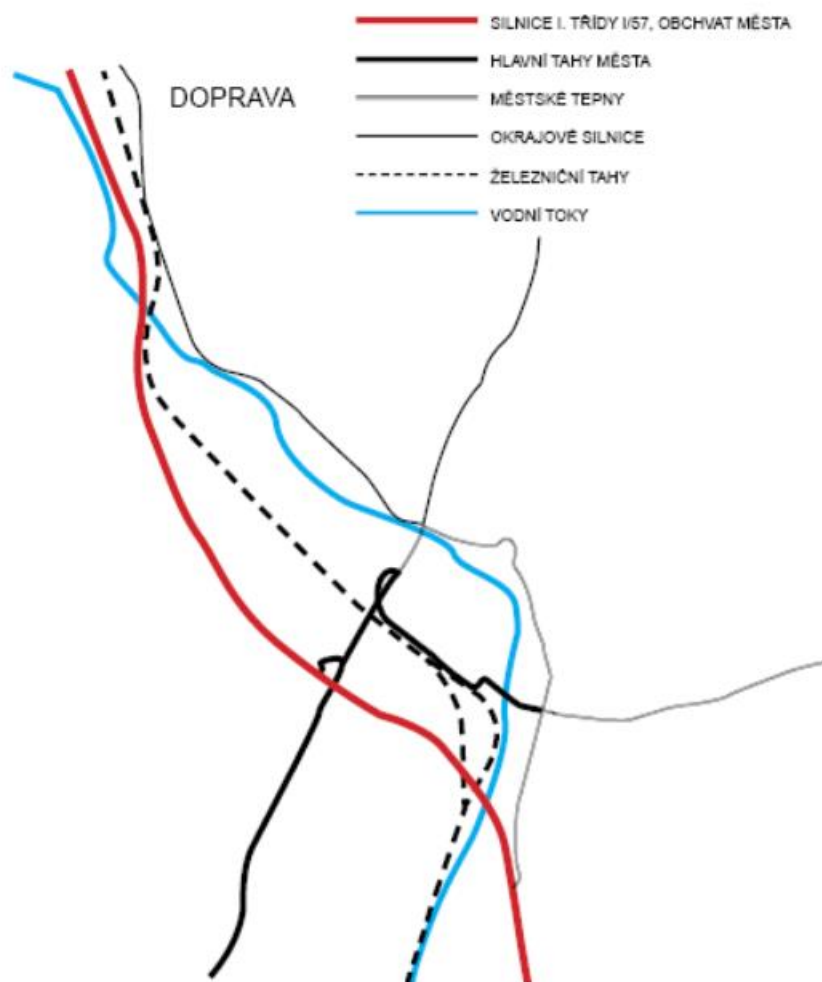 SILNICE I. TŘÍDY I/57, OBCHVAT MĚSTA
HLAVNÍ TAHY MĚSTA
DOPRAVA
MĚSTSKÉ TEPNY
OKRAJOVÉ SILNICE
ŽELEZNIČNÍ TAHY
VODNÍ TOKY